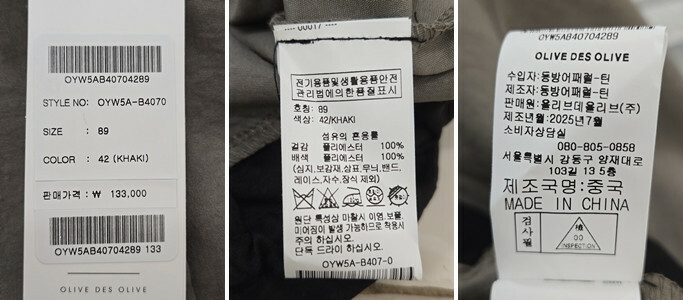 OYW5AB40704289
STYLE NO: OYW5A-B4070
SIZE : 89
COLOR : 42 (KHAKI)
판매가격 : ₩ 133,000
OYW5AB40704289 133
OLIVE DES OLIVE
전기용품및생활용품안전
관리법에의한품질표시
호칭: 89
색상: 42/KHAKI
섬유의 혼용률
겉감 폴리에스터 100%
배색 폴리에스터 100%
(심지,보강재,상표,무늬,밴드,
레이스,자수,장식 제외)
원단 특성상 마찰시 이염,보풀,
미어짐이 발생 가능하므로 착용시
주의 하십시오.
단독 드라이 하십시오.
OYW5A-B407-0
OYW5AB40704289
OLIVE DES OLIVE
수입자:동방어패럴-틴
제조자:동방어패럴-틴
판매원:올리브데올리브(주)
제조년월:2025년7월
소비자상담실
080-805-0858
서울특별시 강동구 양재대로
103길 13 5층
제조국명:중국
MADE IN CHINA
검사필
INSPECTION